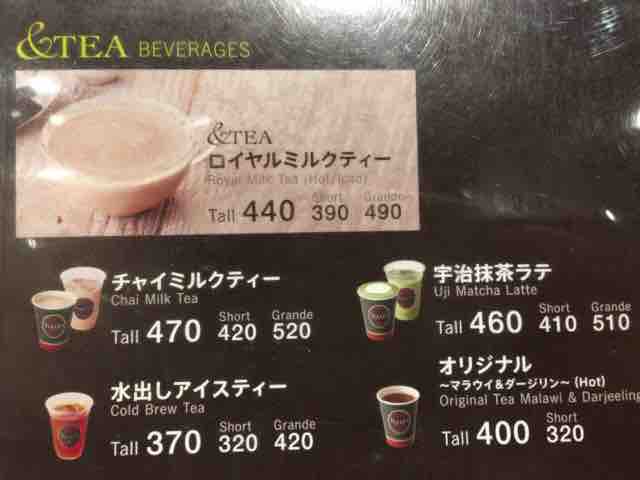 &TEA BEVERAGES
&TEA
ロイヤルミルクティー
Royal Milk Tea (Hot/Iced)
Short Grande
Tall 440 390 490
チャイミルクティー
Chai Milk Tea
Short Grande
Tall 470 420 520
宇治抹茶ラテ
Uji Matcha Latte
Short Grande
Tall 460 410 510
水出しアイスティー
Cold Brew Tea
Short Grande
Tall 370 320 420
オリジナル
〜マラウイ&ダージリン〜 (Hot)
Original Tea Malawi & Darjeeling
Short
Tall 400 320